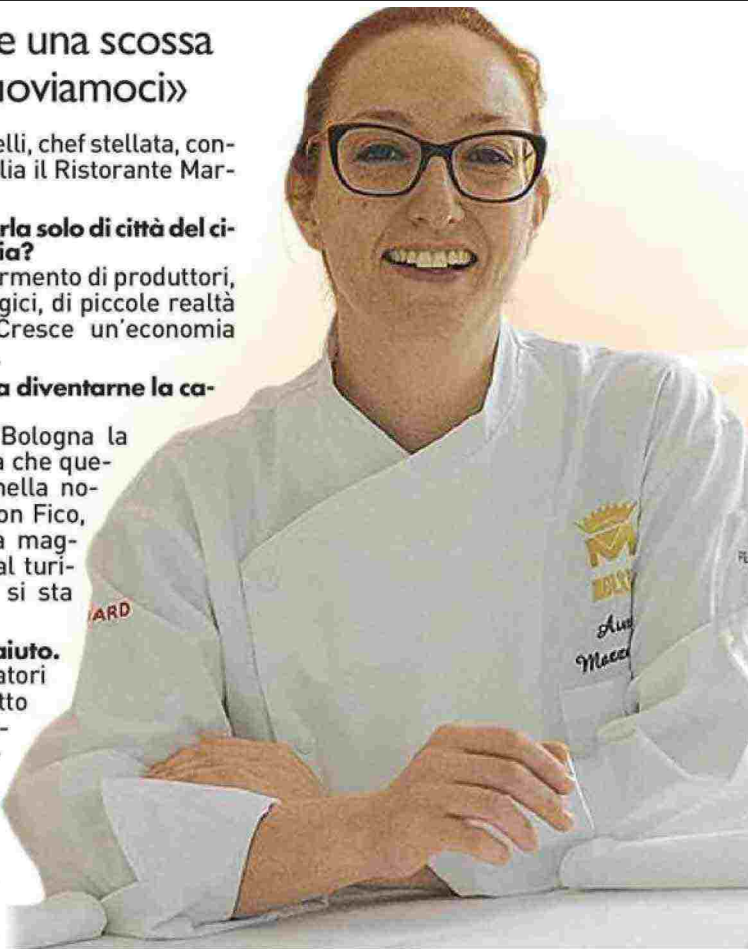 e una scossa
uoviamoci»
elli, chef stellata, con-
lia il Ristorante Mar-
rla solo di città del ci-
ia?
rmento di produttori,
gici, di piccole realtà
Cresce un'economia
a diventarne la ca-
Bologna la
a che que-
nella no-
on Fico,
a mag-
al turi-
si sta
aiuto.
atori
tto
-
ARD
M
Au
Mazz